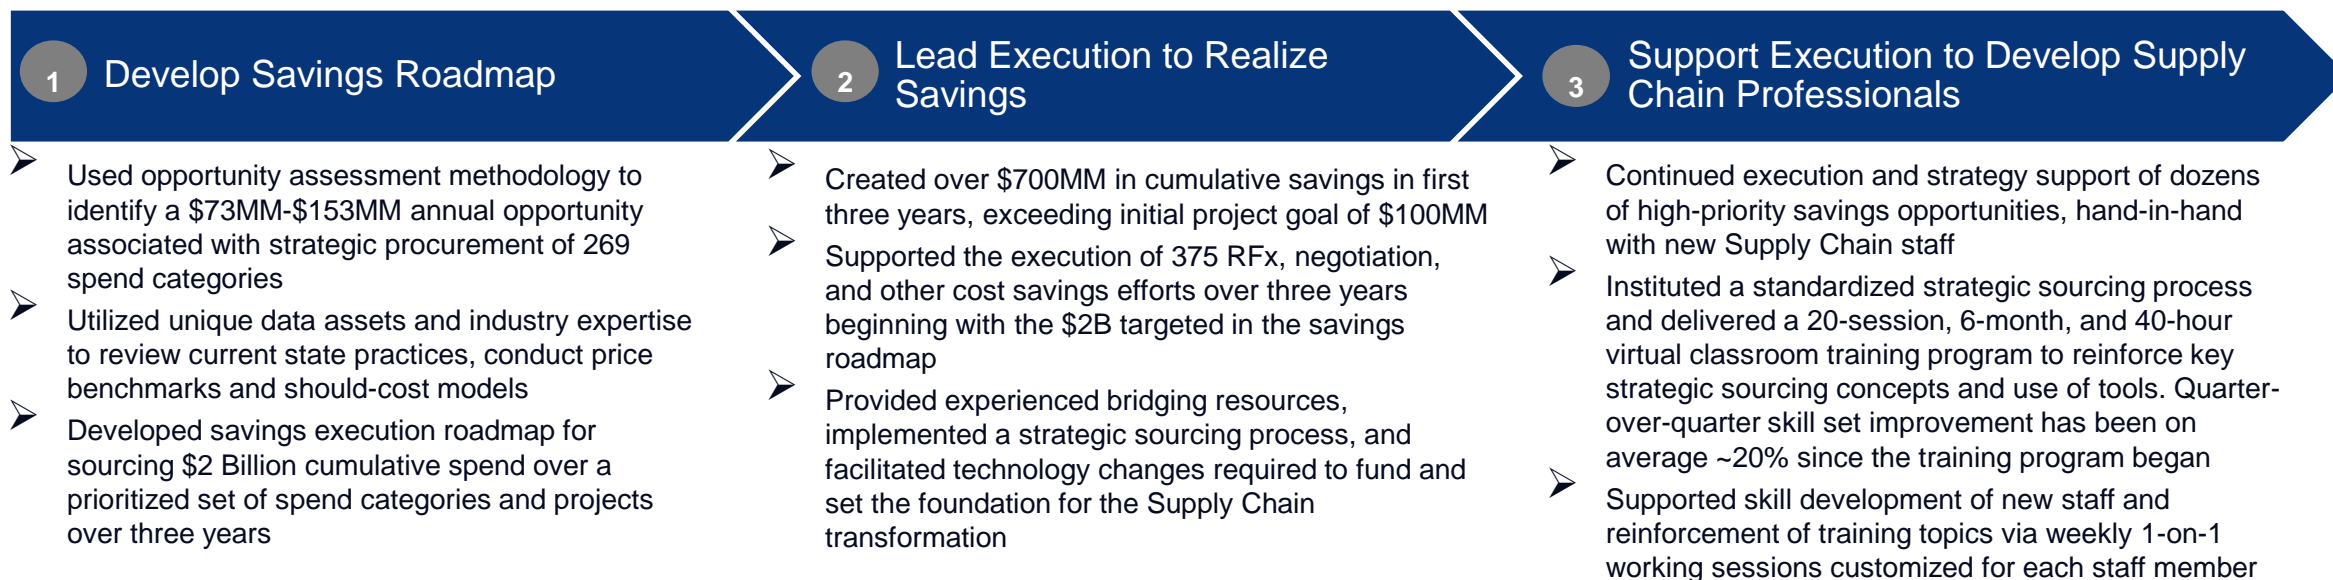 1
Develop Savings Roadmap
Used opportunity assessment methodology to
identify a $73MM-$153MM annual opportunity
associated with strategic procurement of 269
spend categories
Utilized unique data assets and industry expertise
to review current state practices, conduct price
benchmarks and should-cost models
Developed savings execution roadmap for
sourcing $2 Billion cumulative spend over a
prioritized set of spend categories and projects
over three years
2
Lead Execution to Realize
Savings
Created over $700MM in cumulative savings in first
three years, exceeding initial project goal of $100MM
Supported the execution of 375 RFx, negotiation,
and other cost savings efforts over three years
beginning with the $2B targeted in the savings
roadmap
Provided experienced bridging resources,
implemented a strategic sourcing process, and
facilitated technology changes required to fund and
set the foundation for the Supply Chain
transformation
3
Support Execution to Develop Supply
Chain Professionals
Continued execution and strategy support of dozens
of high-priority savings opportunities, hand-in-hand
with new Supply Chain staff
Instituted a standardized strategic sourcing process
and delivered a 20-session, 6-month, and 40-hour
virtual classroom training program to reinforce key
strategic sourcing concepts and use of tools. Quarter-
over-quarter skill set improvement has been on
average ~20% since the training program began
Supported skill development of new staff and
reinforcement of training topics via weekly 1-on-1
working sessions customized for each staff member